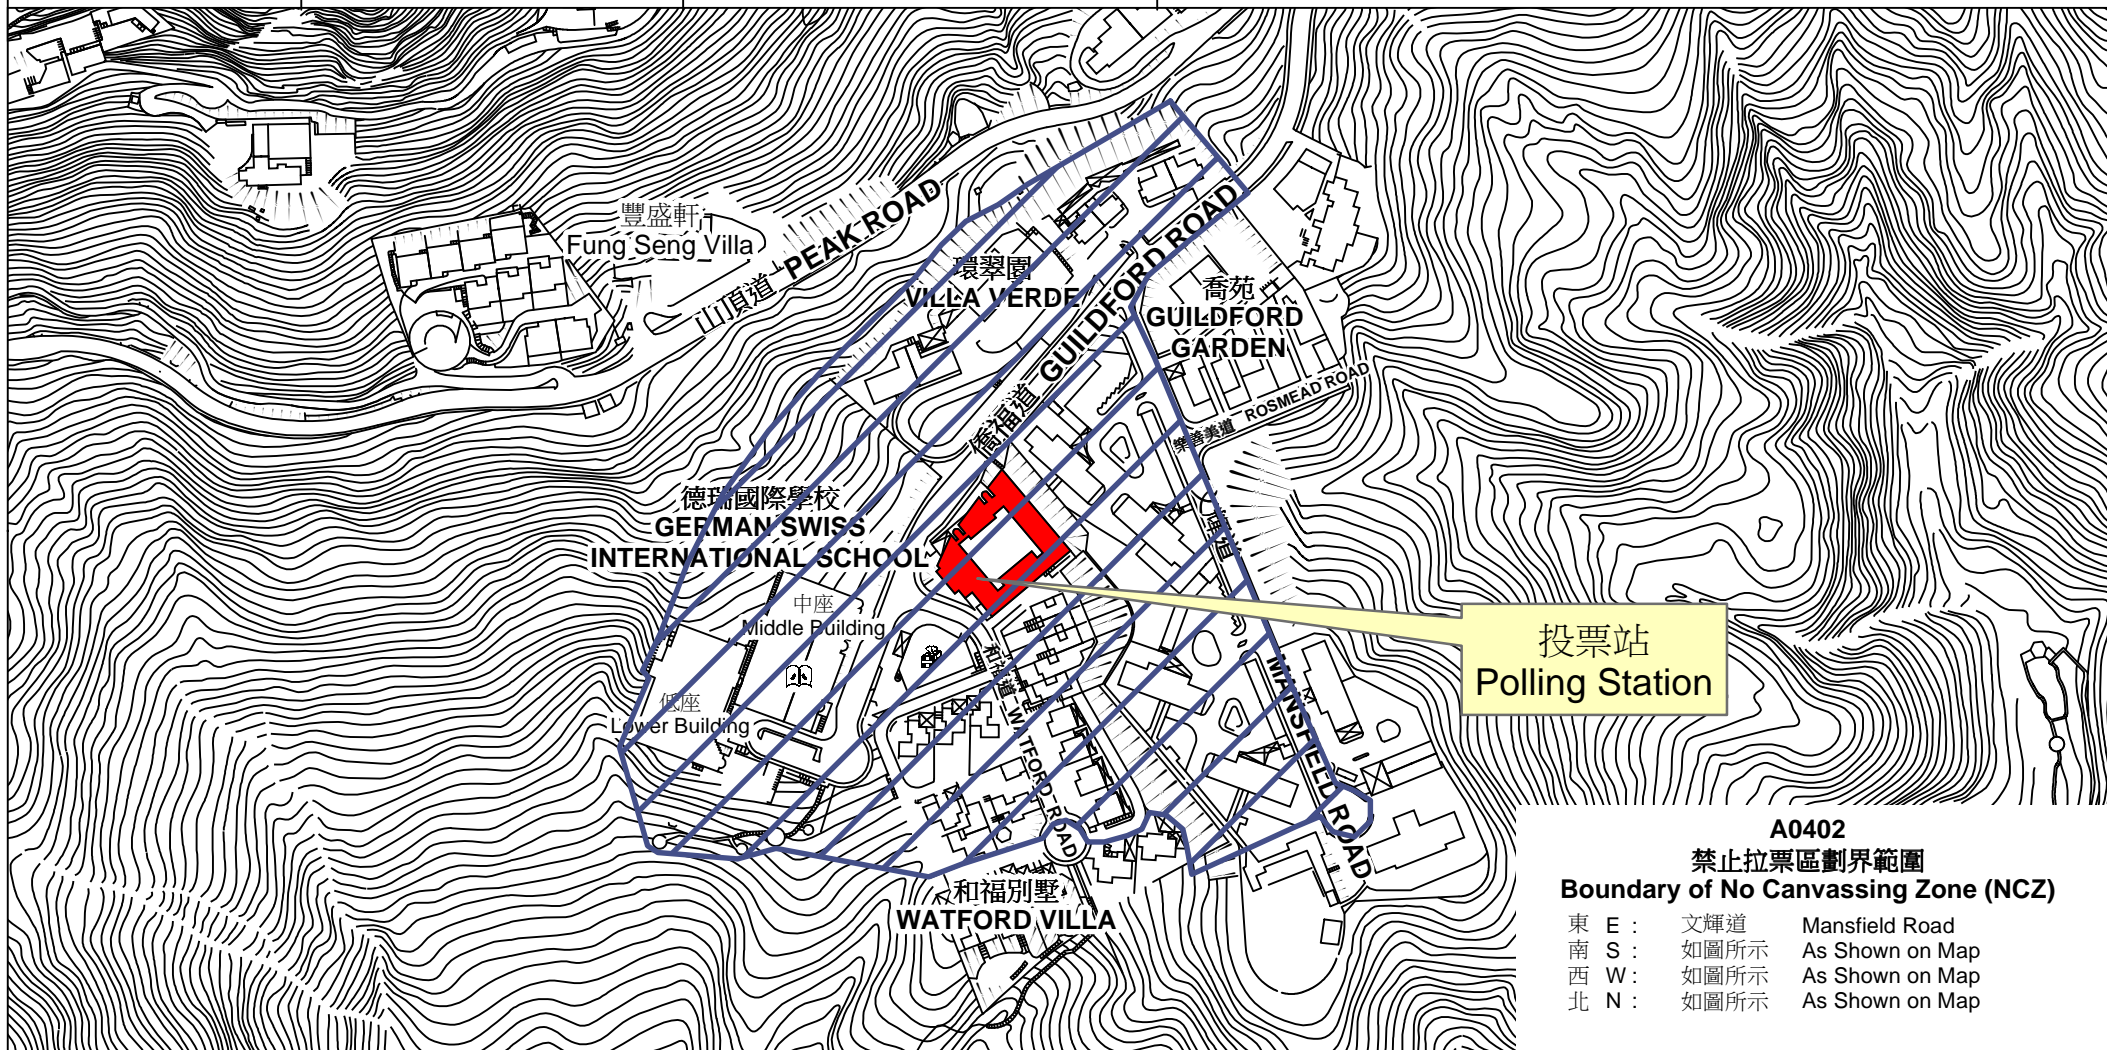 豐盛軒
Fung Seng Villa
山頂道 PEAK ROAD
環翠園
VILLA VERDE
僑福道 GUILDFORD ROAD
喬苑
GUILDFORD
GARDEN
樂善美道 ROSMEAD ROAD
德瑞國際學校
GERMAN SWISS
INTERNATIONAL SCHOOL
中座
Middle Building
低座
Lower Building
和福道 WATFORD ROAD
文輝道 MANSFIELD ROAD
和福別墅
WATFORD VILLA
投票站
Polling Station
A0402
禁止拉票區劃界範圍
Boundary of No Canvassing Zone (NCZ)
東 E : 文輝道 Mansfield Road
南 S : 如圖所示 As Shown on Map
西 W : 如圖所示 As Shown on Map
北 N : 如圖所示 As Shown on Map